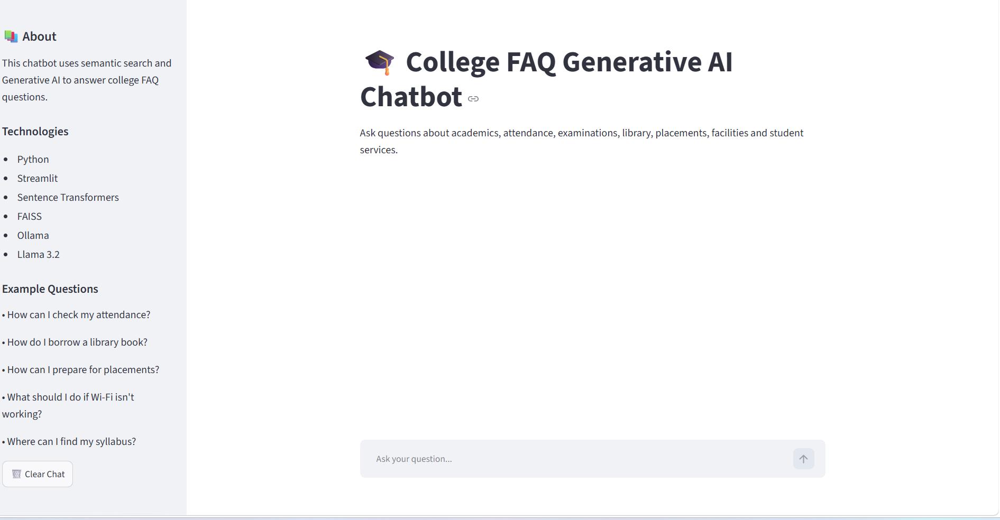 About
This chatbot uses semantic search and
Generative AI to answer college FAQ
questions.
Technologies
• Python
• Streamlit
• Sentence Transformers
• FAISS
• Ollama
• Llama 3.2
Example Questions
• How can I check my attendance?
• How do I borrow a library book?
• How can I prepare for placements?
• What should I do if Wi-Fi isn't
working?
• Where can I find my syllabus?
Clear Chat
College FAQ Generative AI
Chatbot
Ask questions about academics, attendance, examinations, library, placements, facilities and student
services.
Ask your question...